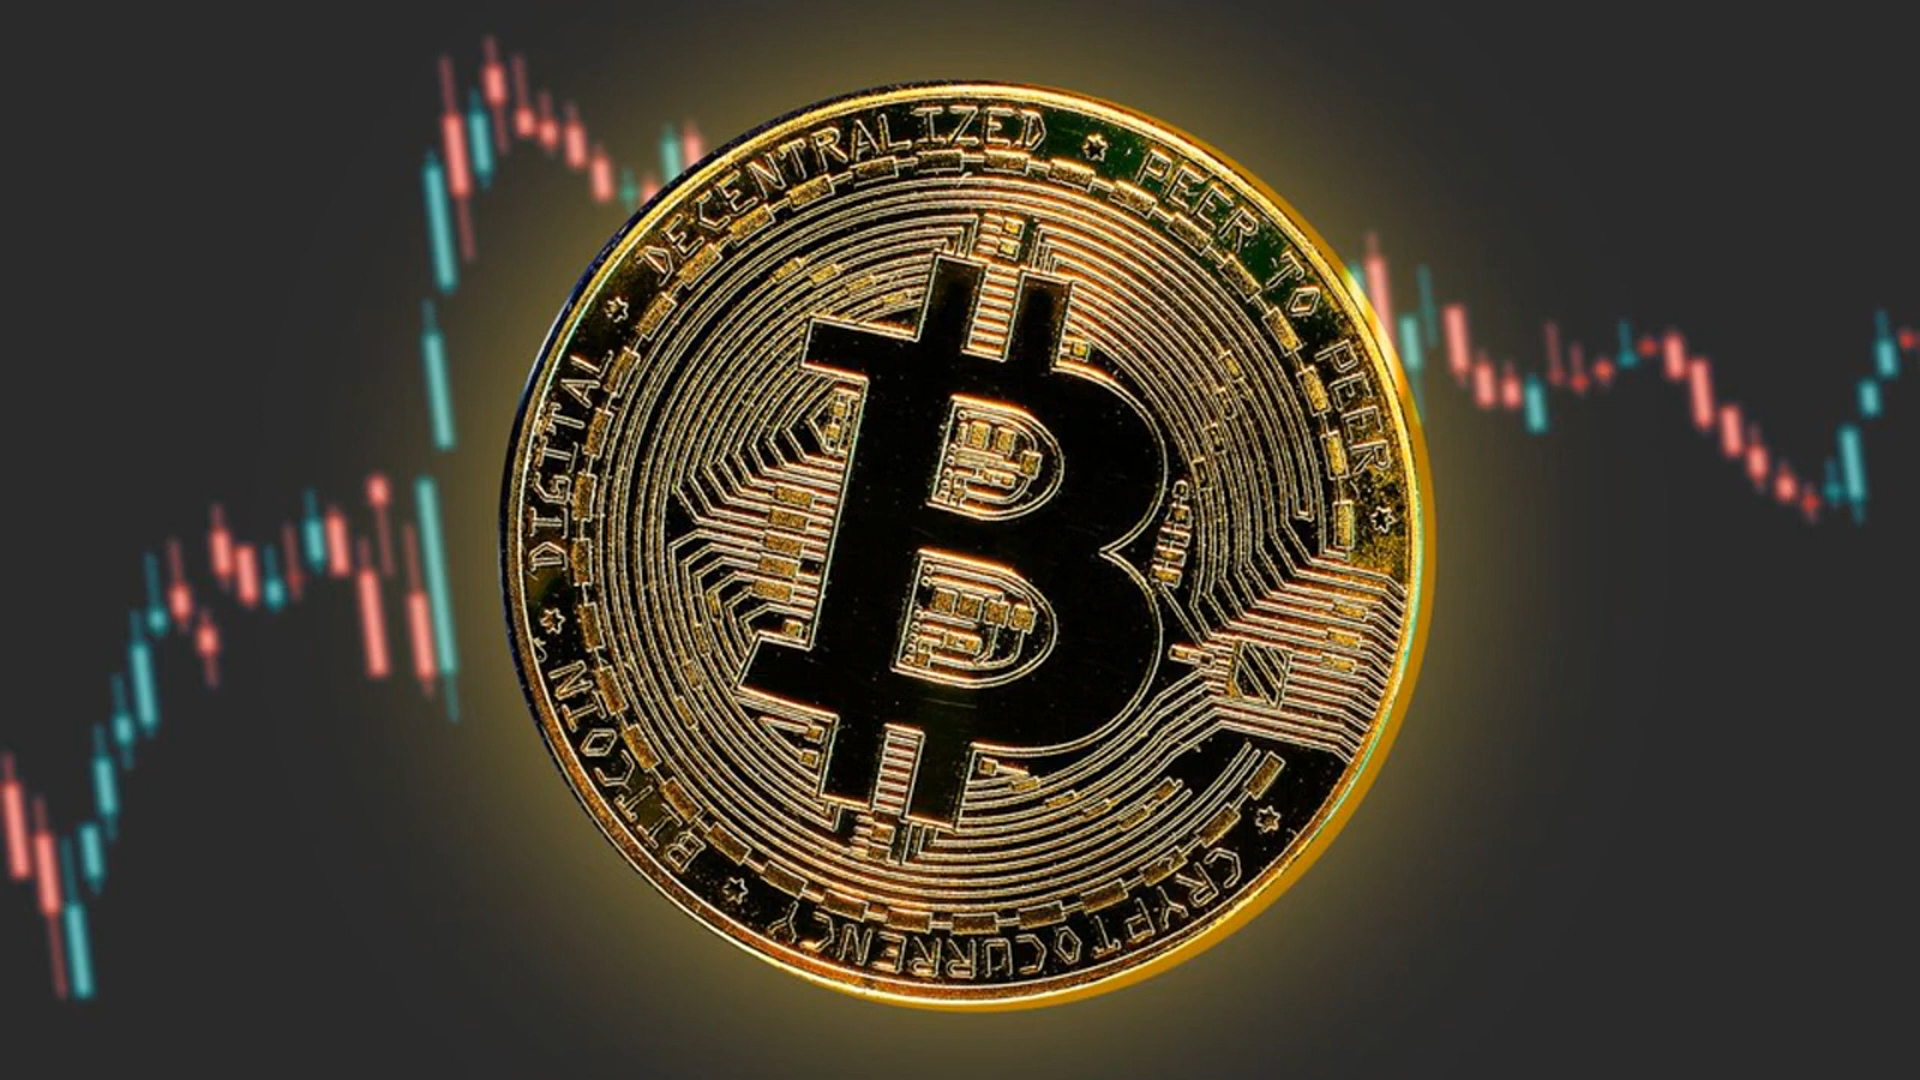 BITCOIN
DIGITAL
DECENTRALIZED
PEER TO PEER
CRYPTOCURRENCY